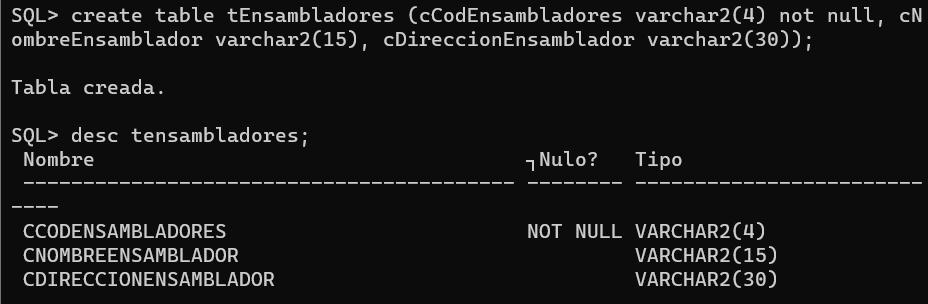 SQL> create table tEnsambladores (cCodEnsambladores varchar2(4) not null, cN
ombreEnsamblador varchar2(15), cDireccionEnsamblador varchar2(30));
Tabla creada.
SQL> desc tensambladores;
Nombre                                    ┐Nulo?   Tipo
----------------------------------------- -------- ------------------------
----
CCODENSAMBLADORES                         NOT NULL VARCHAR2(4)
CNOMBREENSAMBLADOR                                 VARCHAR2(15)
CDIRECCIONENSAMBLADOR                              VARCHAR2(30)